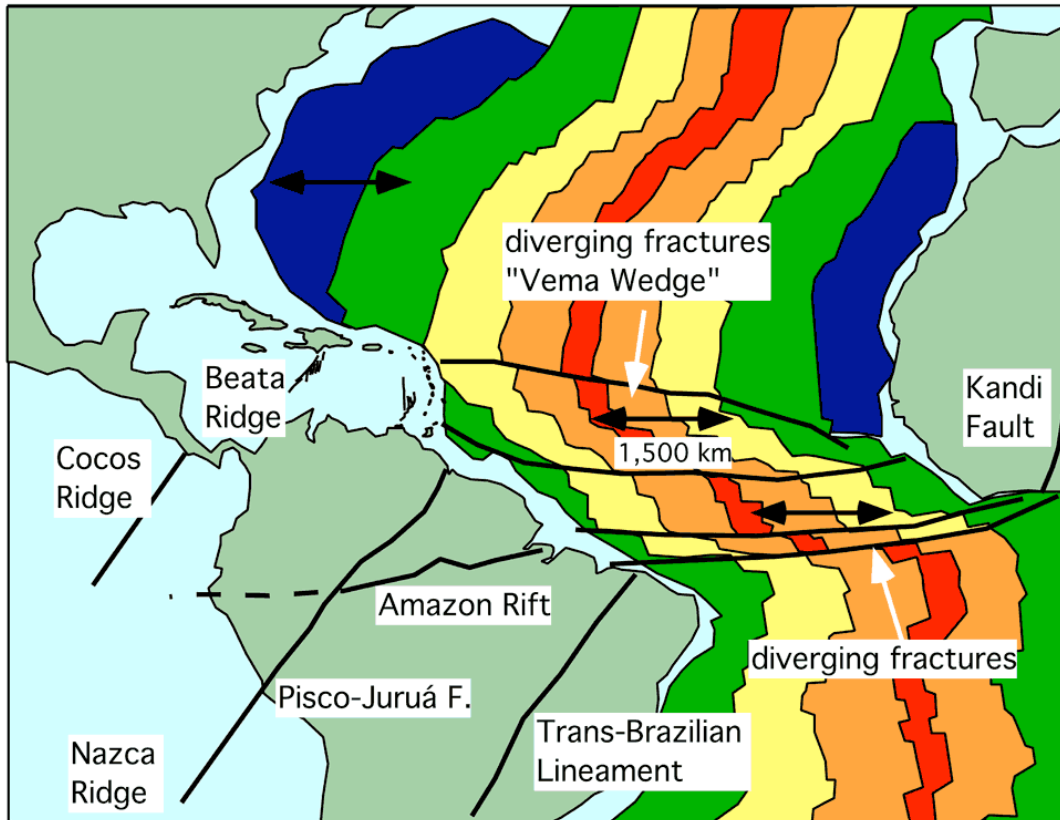 diverging fractures
"Vema Wedge"
Beata
Ridge
Kandi
Fault
1,500 km
Cocos
Ridge
Amazon Rift
diverging fractures
Pisco-Juruá F.
Trans-Brazilian
Lineament
Nazca
Ridge